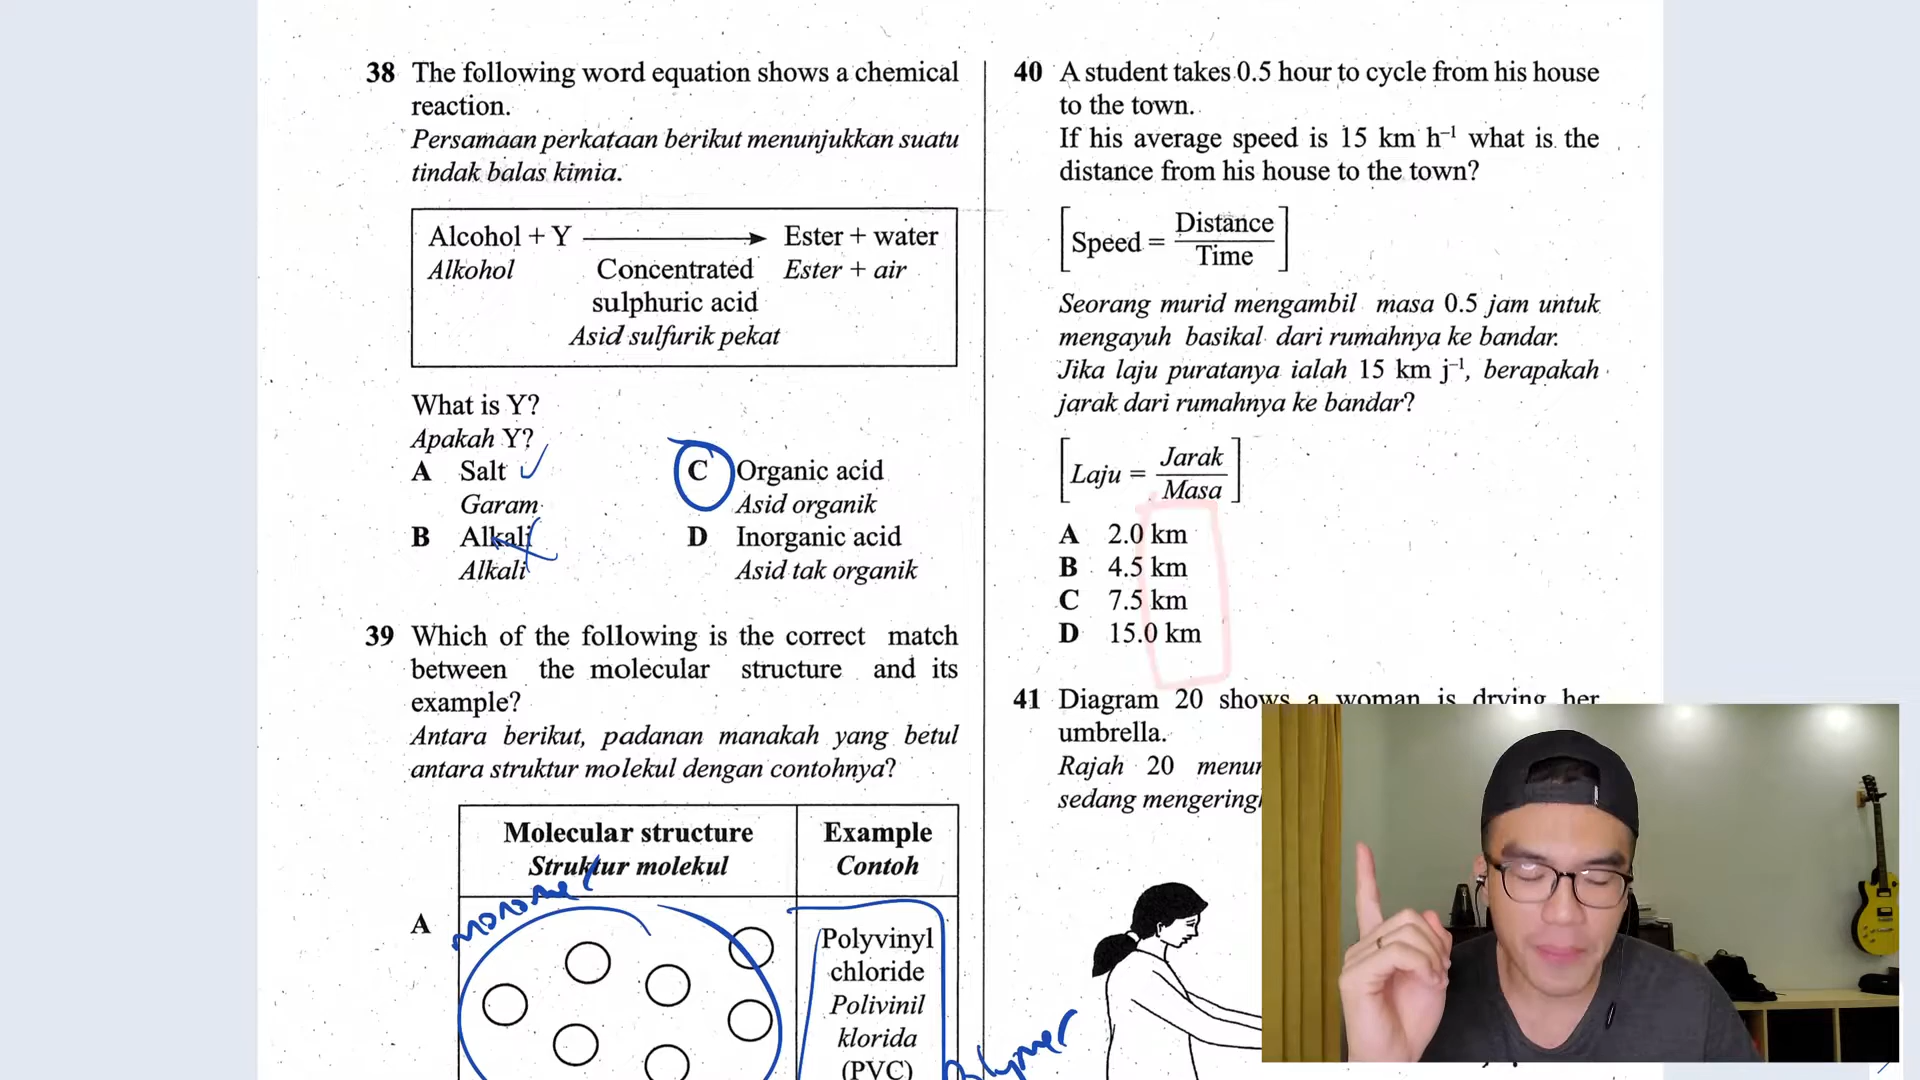 38 The following word equation shows a chemical
reaction.
Persamaan perkataan berikut menunjukkan suatu
tindak balas kimia.
Alcohol + Y → Ester + water
Alkohol Concentrated Ester + air
sulphuric acid
Asid sulfurik pekat
What is Y?
Apakah Y?
A Salt C Organic acid
Garam Asid organik
B Alkali D Inorganic acid
Alkali Asid tak organik
39 Which of the following is the correct match
between the molecular structure and its
example?
Antara berikut, padanan manakah yang betul
antara struktur molekul dengan contohnya?
Molecular structure Example
Struktur molekul Contoh
monomer
A
Polyvinyl
chloride
Polivinil
klorida
(PVC)
polymer
40 A student takes 0.5 hour to cycle from his house
to the town.
If his average speed is 15 km h⁻¹ what is the
distance from his house to the town?
[Speed = Distance / Time]
Seorang murid mengambil masa 0.5 jam untuk
mengayuh basikal dari rumahnya ke bandar.
Jika laju puratanya ialah 15 km j⁻¹, berapakah
jarak dari rumahnya ke bandar?
[Laju = Jarak / Masa]
A 2.0 km
B 4.5 km
C 7.5 km
D 15.0 km
41 Diagram 20 shows a woman is drying her
umbrella.
Rajah 20
sedang